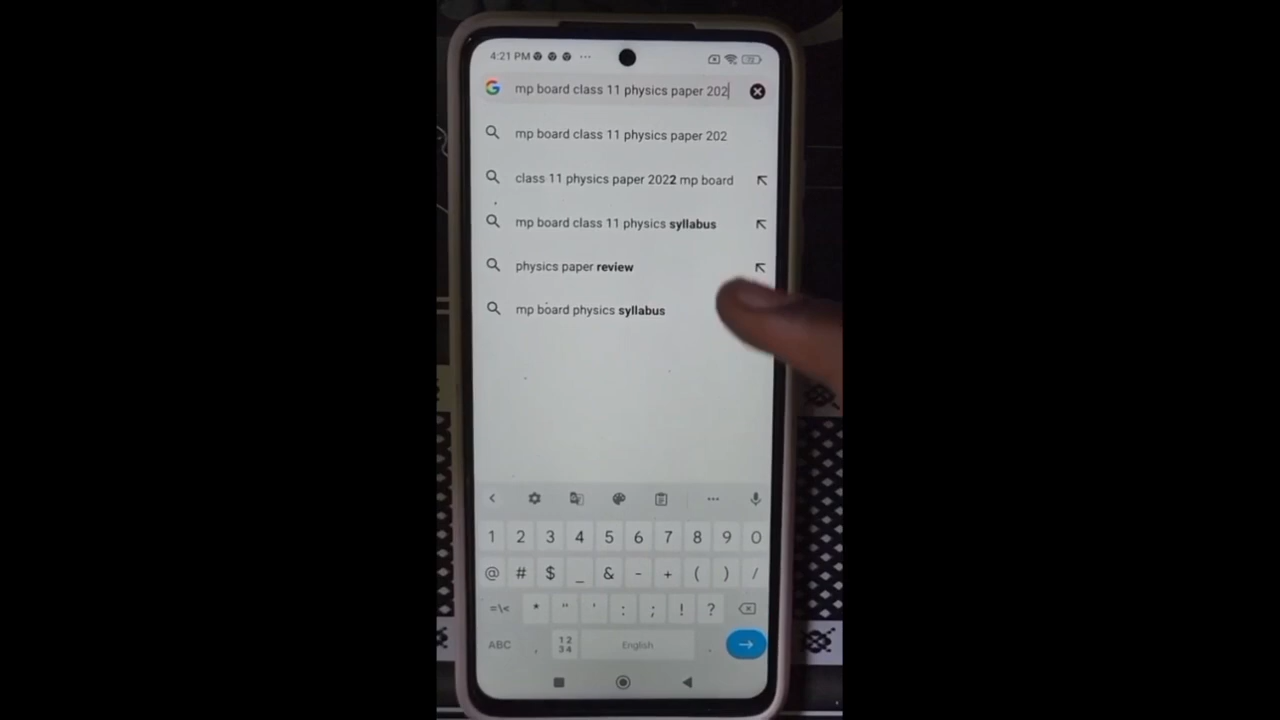 4:21 PM
mp board class 11 physics paper 202
mp board class 11 physics paper 202
class 11 physics paper 2022 mp board
mp board class 11 physics syllabus
physics paper review
mp board physics syllabus
1 2 3 4 5 6 7 8 9 0
@ # $ _ & - + ( ) /
=\< * " ' : ; ! ?
ABC , 12 34 English .